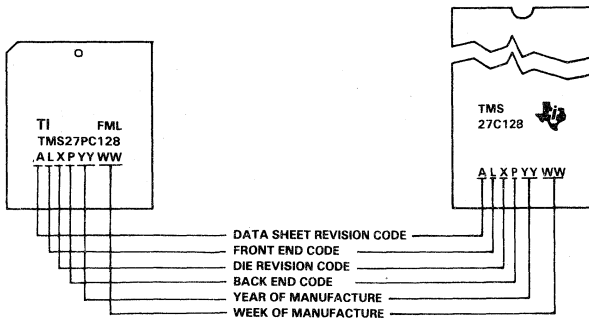 TI FML
TMS27PC128
A L X P YY WW
TMS
27C128
A L X P YY WW
DATA SHEET REVISION CODE
FRONT END CODE
DIE REVISION CODE
BACK END CODE
YEAR OF MANUFACTURE
WEEK OF MANUFACTURE